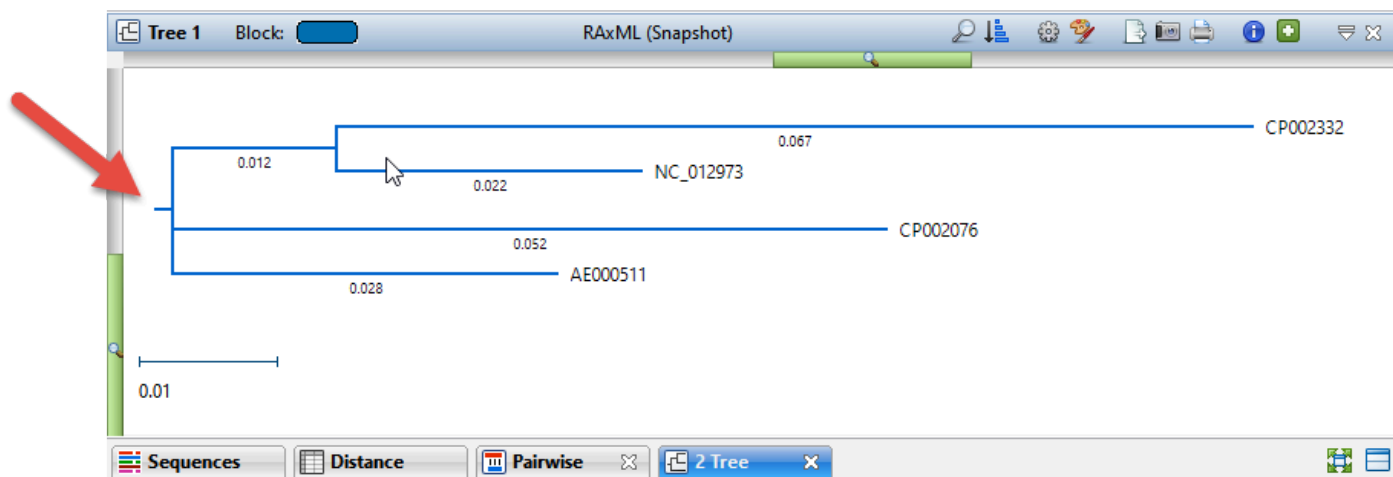 Tree 1 Block: RAxML (Snapshot)
CP002332
0.067
0.012
NC_012973
0.022
CP002076
0.052
AE000511
0.028
0.01
Sequences Distance Pairwise 2 Tree